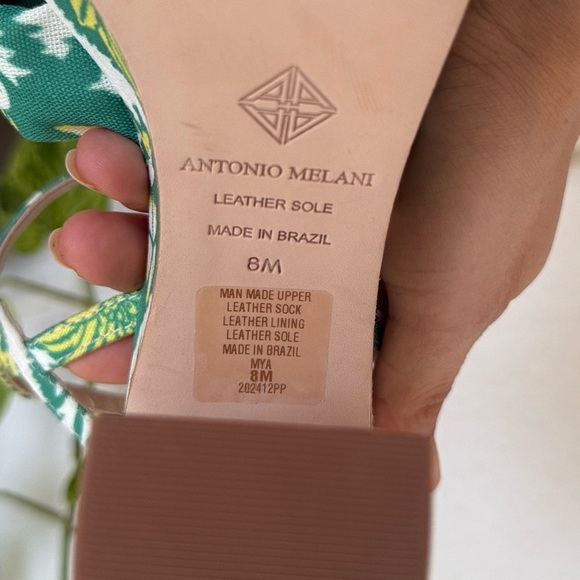 ANTONIO MELANI
LEATHER SOLE
MADE IN BRAZIL
8M
MAN MADE UPPER
LEATHER SOCK
LEATHER LINING
LEATHER SOLE
MADE IN BRAZIL
MYA
8M
202412PP